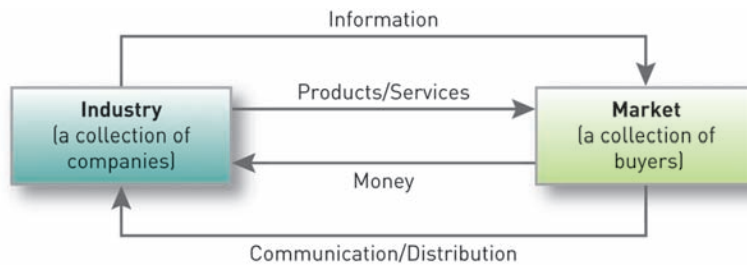 Information
Industry
(a collection of
companies)
Products/Services
Money
Market
(a collection of
buyers)
Communication/Distribution